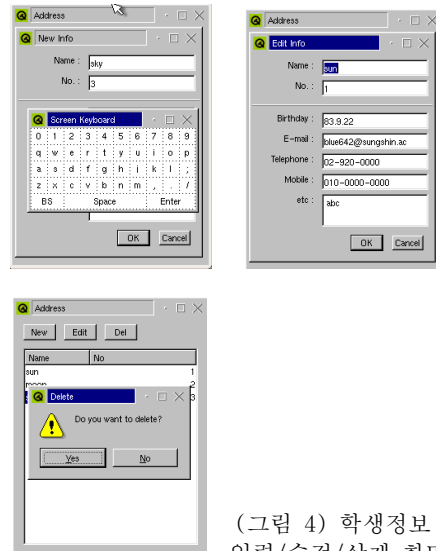 Address
New Info
Name : sky
No. : 3
Screen Keyboard
0 1 2 3 4 5 6 7 8 9
q w e r t y u i o p
a s d f g h j k l ;
z x c v b n m , . /
BS Space Enter
OK Cancel
Address
Edit Info
Name : sun
No. : 1
Birthday : 83.9.22
E-mail : blue642@sungshin.ac
Telephone : 02-920-0000
Mobile : 010-0000-0000
etc : abc
OK Cancel
Address
New Edit Del
Name No
sun 1
moon 2
3
Delete
Do you want to delete?
Yes No
(그림 4) 학생정보